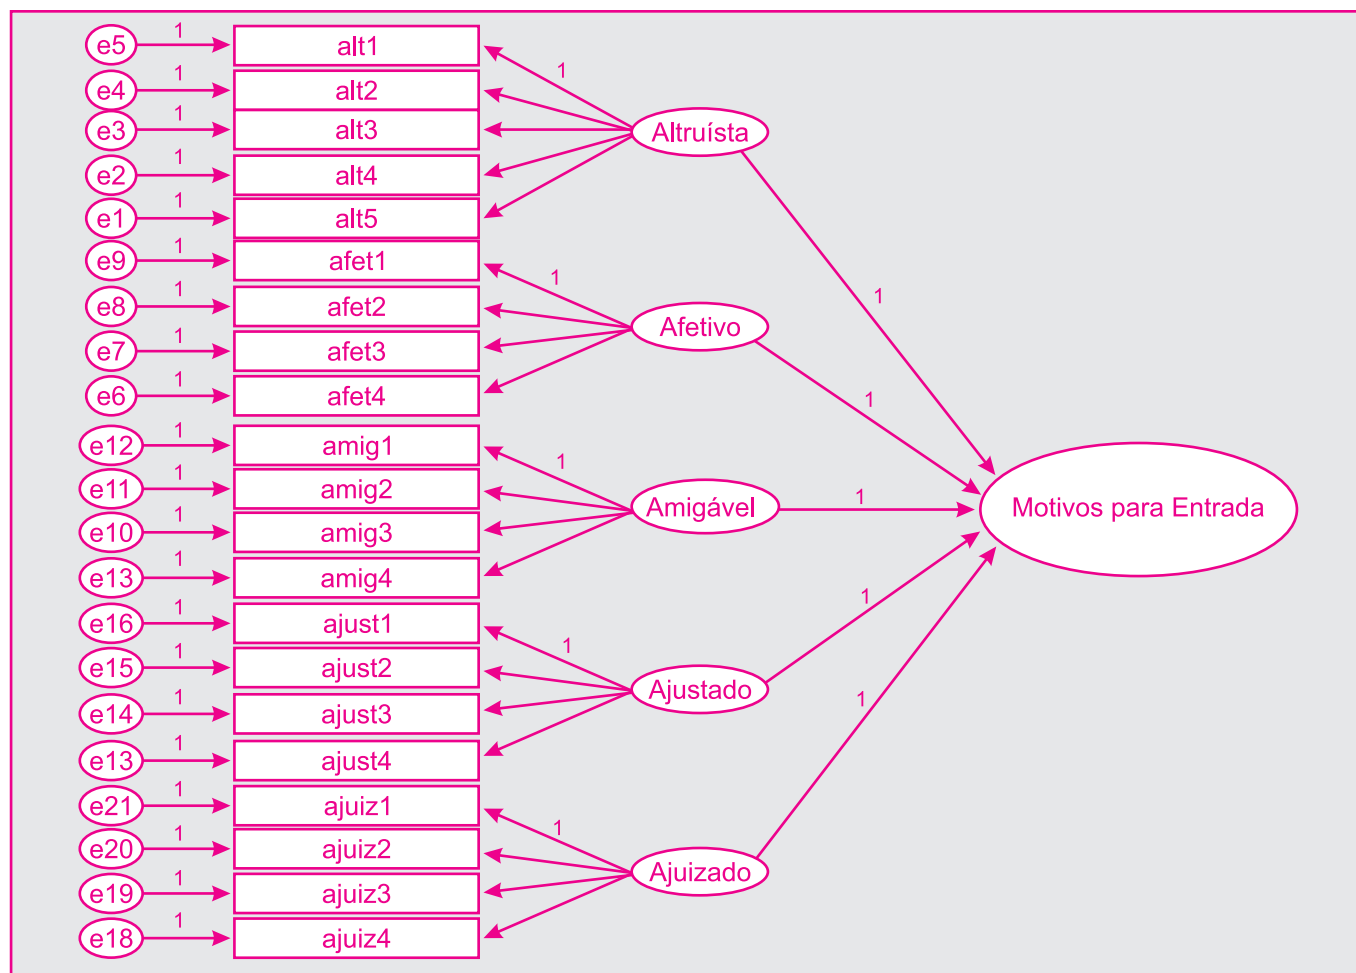 e5 1 alt1
e4 1 alt2
e3 1 alt3
e2 1 alt4
e1 1 alt5
1 Altruísta 1
e9 1 afet1
e8 1 afet2
e7 1 afet3
e6 1 afet4
1 Afetivo 1
e12 1 amig1
e11 1 amig2
e10 1 amig3
e13 1 amig4
1 Amigável 1
Motivos para Entrada
e16 1 ajust1
e15 1 ajust2
e14 1 ajust3
e13 1 ajust4
1 Ajustado 1
e21 1 ajuiz1
e20 1 ajuiz2
e19 1 ajuiz3
e18 1 ajuiz4
1 Ajuizado 1